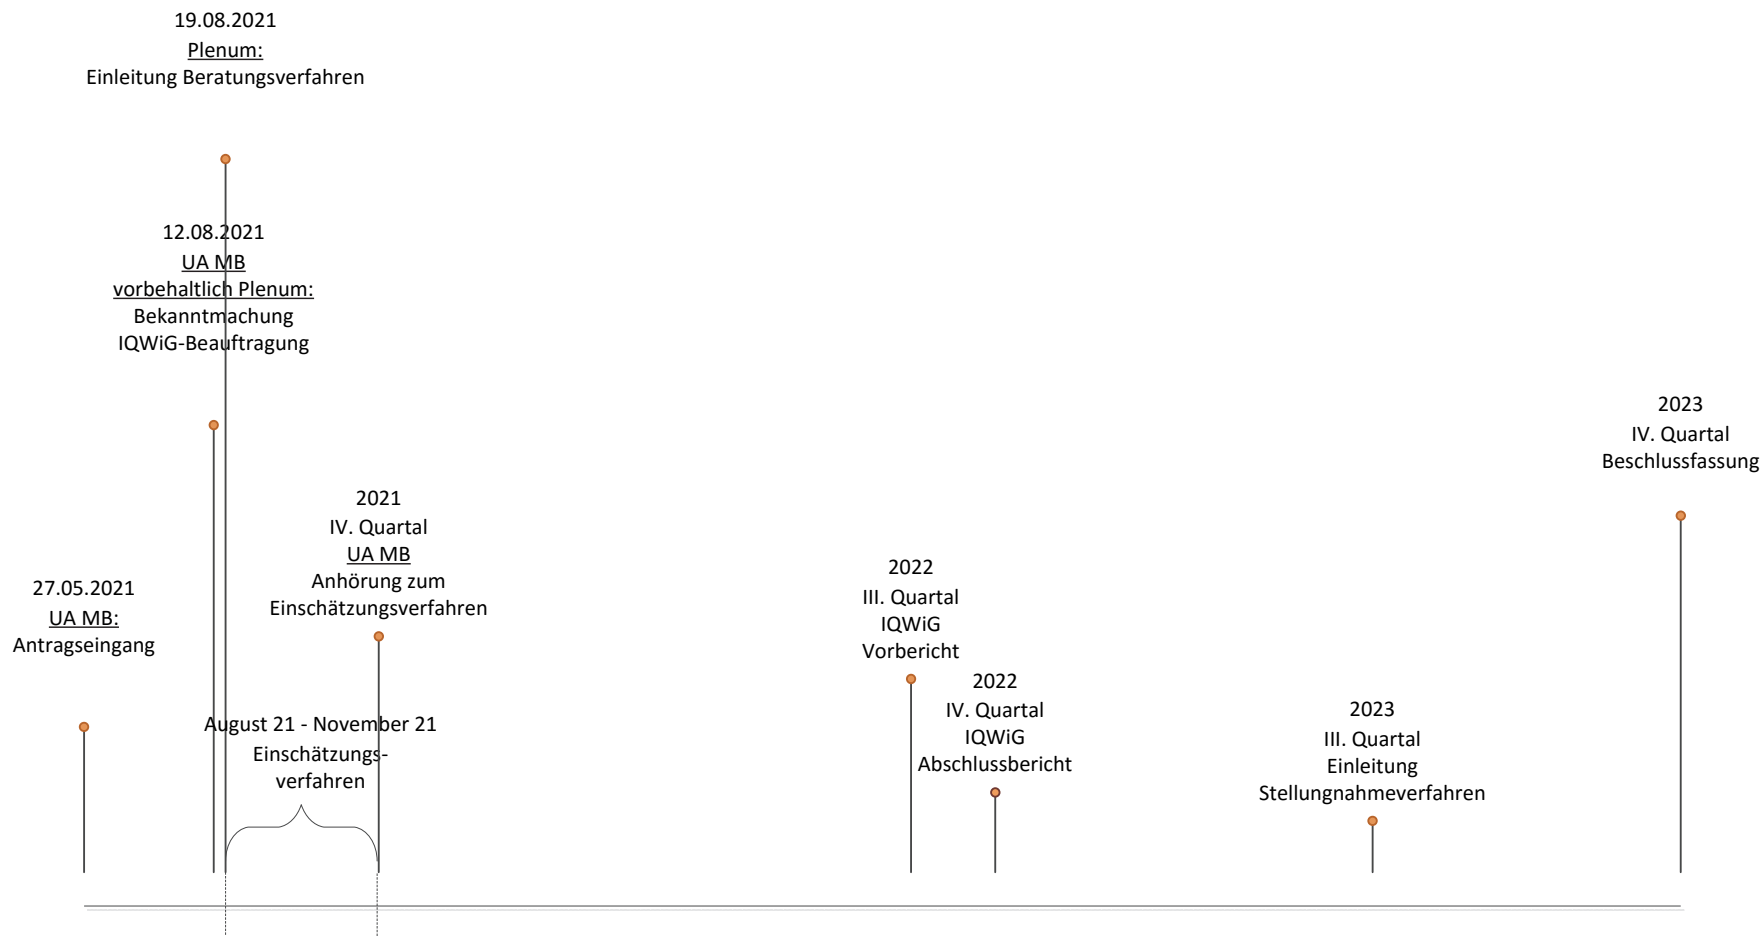 19.08.2021
Plenum:
Einleitung Beratungsverfahren
12.08.2021
UA MB
vorbehaltlich Plenum:
Bekanntmachung
IQWiG-Beauftragung
27.05.2021
UA MB:
Antragseingang
2021
IV. Quartal
UA MB
Anhörung zum
Einschätzungsverfahren
August 21 - November 21
Einschätzungs-
verfahren
2022
III. Quartal
IQWiG
Vorbericht
2022
IV. Quartal
IQWiG
Abschlussbericht
2023
III. Quartal
Einleitung
Stellungnahmeverfahren
2023
IV. Quartal
Beschlussfassung